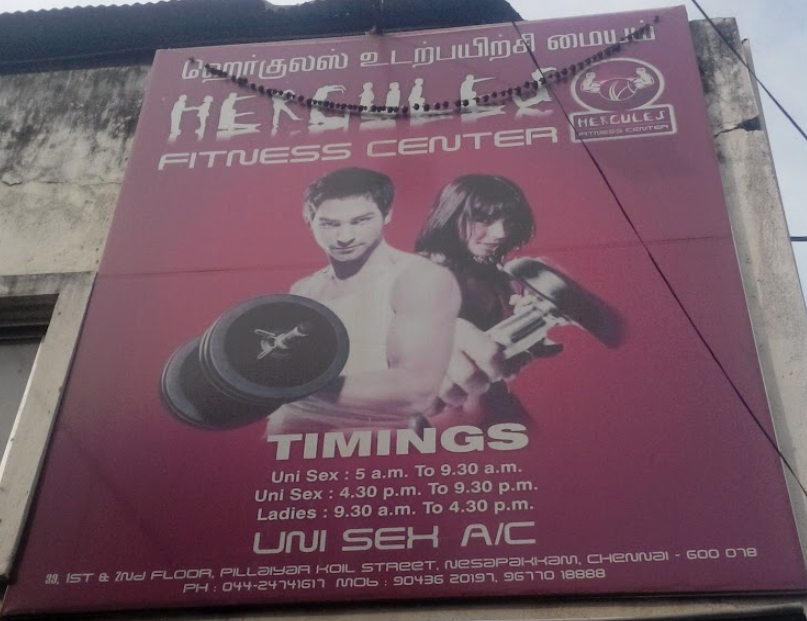 ஹெர்குலஸ் உடற்பயிற்சி மையம்
HERCULES
FITNESS CENTER
HERCULES
FITNESS CENTER
TIMINGS
Uni Sex : 5 a.m. To 9.30 a.m.
Uni Sex : 4.30 p.m. To 9.30 p.m.
Ladies : 9.30 a.m. To 4.30 p.m.
UNI SEX A/C
33, 1ST & 2Nd FLOOR, PILLAIYAR KOIL STREET, NESAPAKKAM, CHENNAI - 600 078
PH : 044-24741617 MOb : 90436 20197, 96770 18888